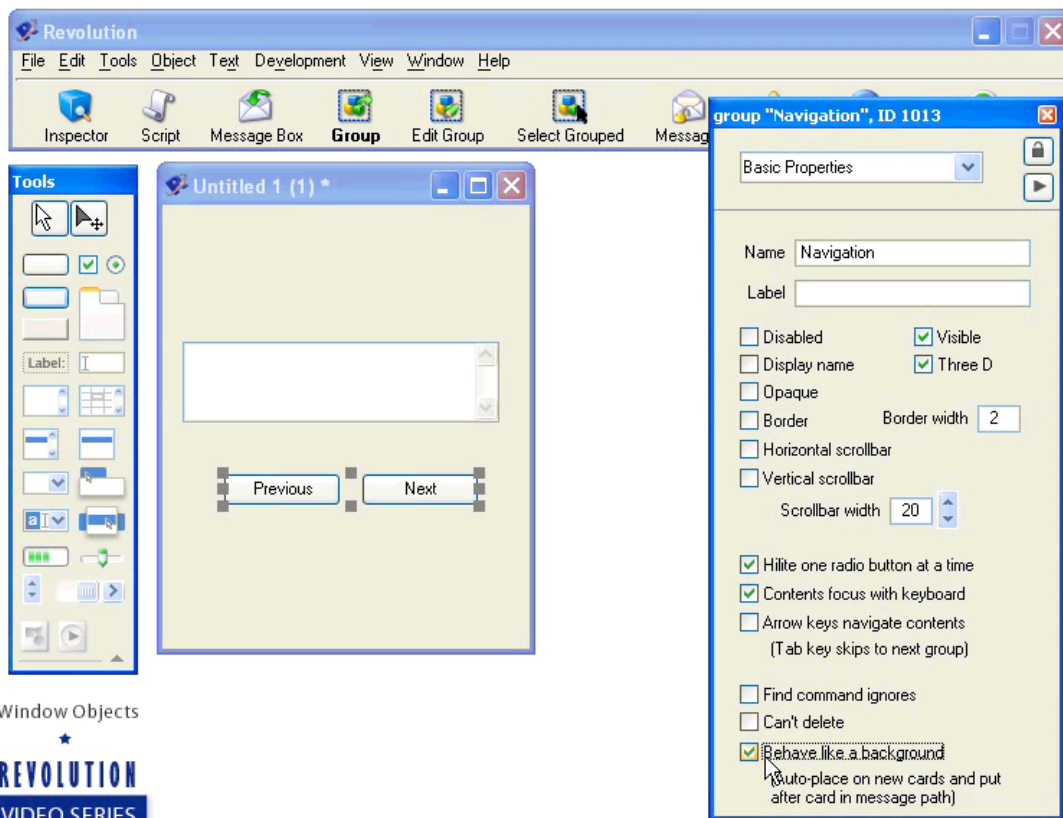 Revolution
File Edit Tools Object Text Development View Window Help
Inspector Script Message Box Group Edit Group Select Grouped Messag
group "Navigation", ID 1013
Basic Properties
Tools
Untitled 1 (1) *
Name Navigation
Label
Disabled Visible
Display name Three D
Opaque
Border Border width 2
Horizontal scrollbar
Vertical scrollbar
Scrollbar width 20
Label:
Previous Next
a
Hilite one radio button at a time
Contents focus with keyboard
Arrow keys navigate contents
(Tab key skips to next group)
Find command ignores
Can't delete
Behave like a background
(Auto-place on new cards and put
after card in message path)
Window Objects
REVOLUTION
VIDEO SERIES